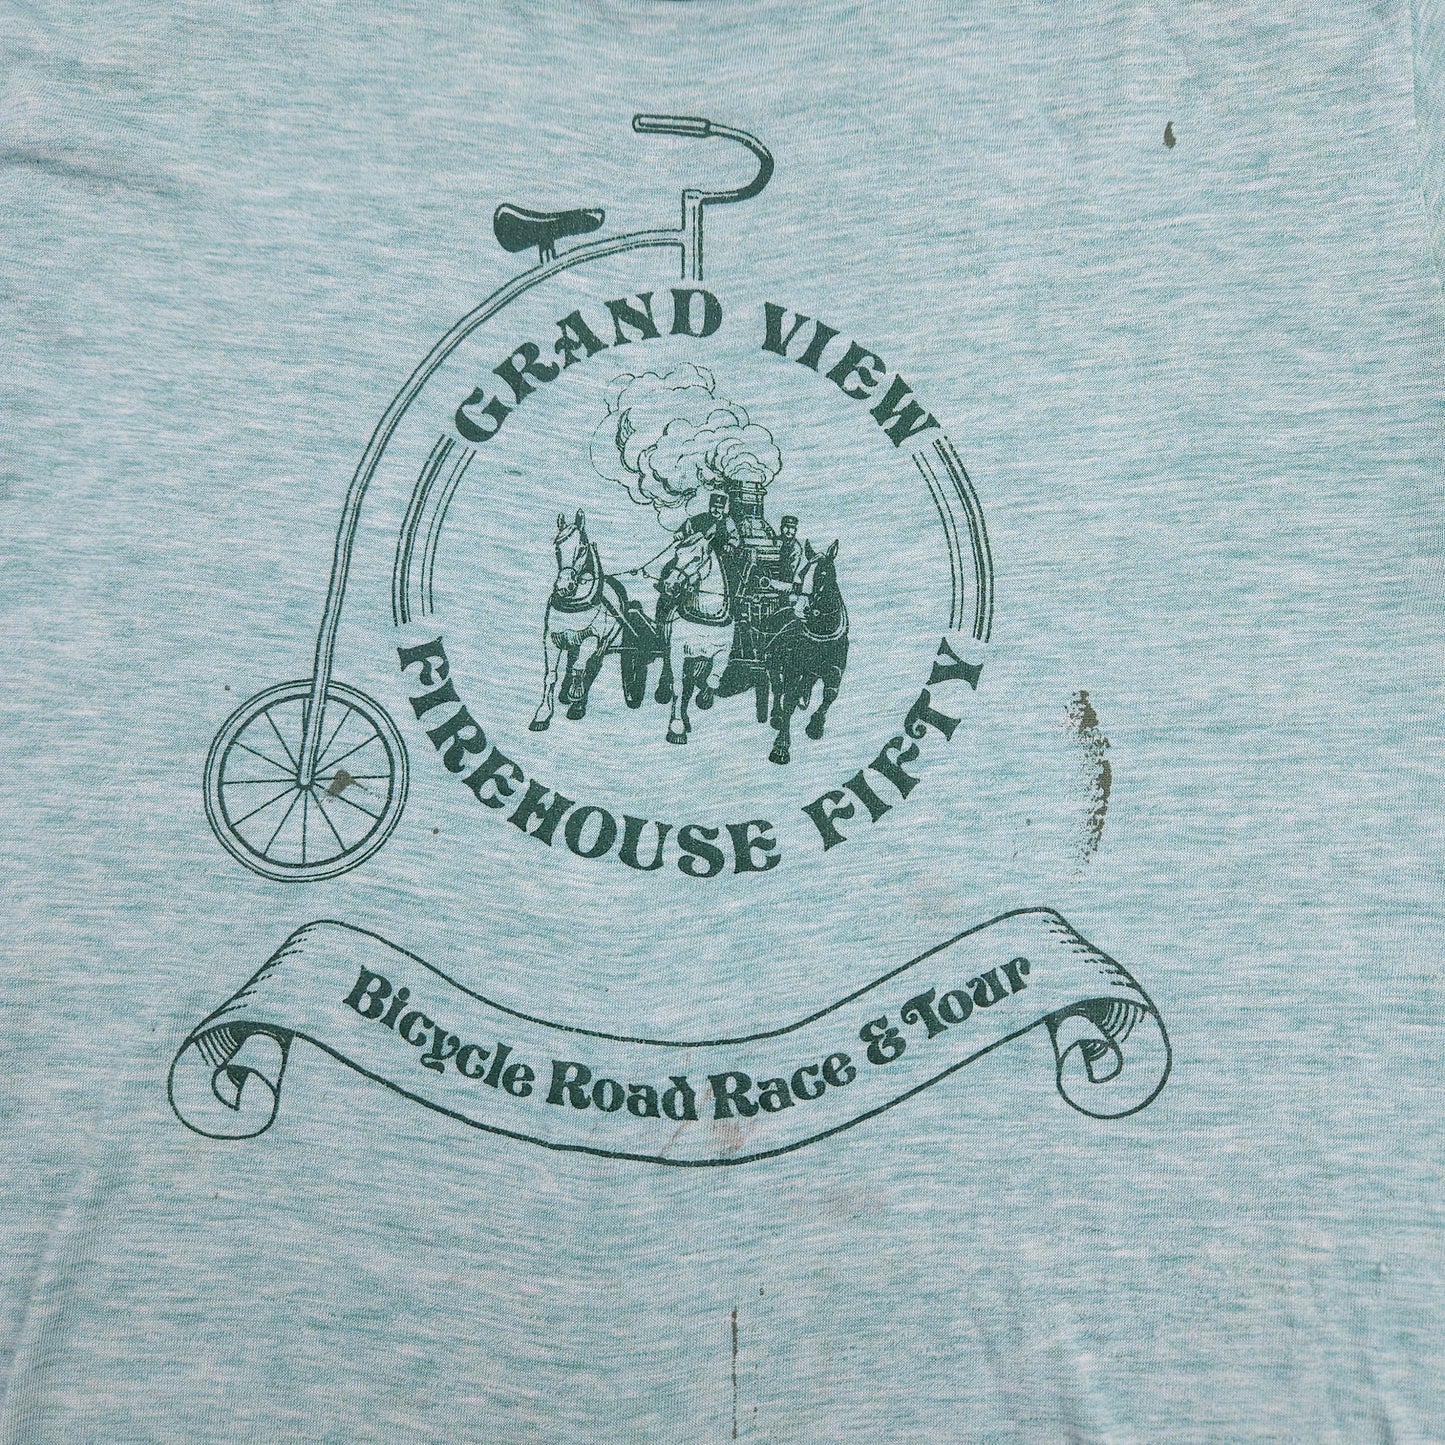 GRAND VIEW
FIREHOUSE FIFTY
Bicycle Road Race & Tour